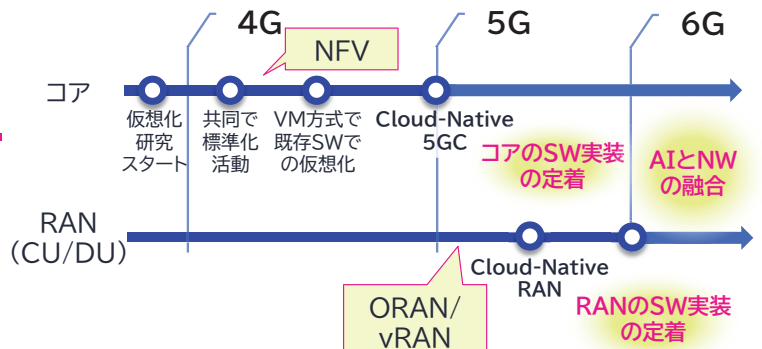 4G
5G
6G
NFV
コア
仮想化
研究
スタート
共同で
標準化
活動
VM方式で
既存SWで
の仮想化
Cloud-Native
5GC
コアのSW実装
の定着
AIとNW
の融合
RAN
(CU/DU)
Cloud-Native
RAN
ORAN/
vRAN
RANのSW実装
の定着